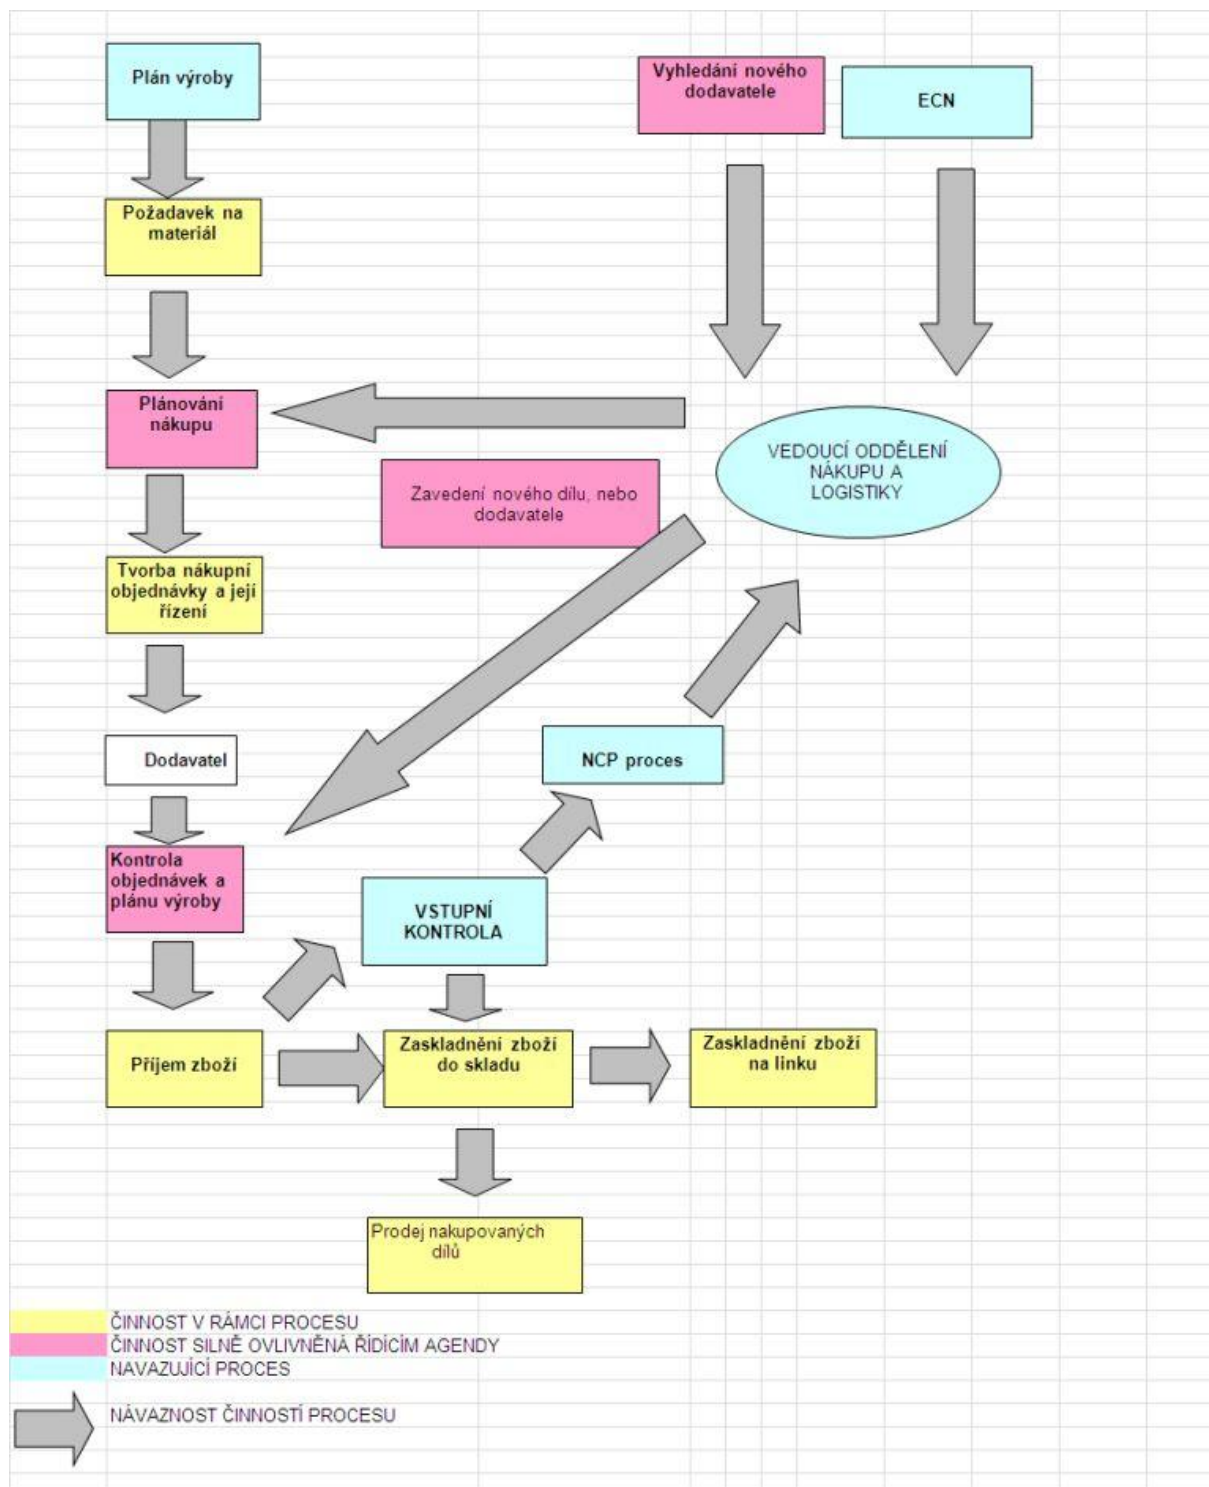 Plán výroby
Vyhledání nového
dodavatele
ECN
Požadavek na
materiál
Plánování
nákupu
VEDOUCÍ ODDĚLENÍ
NÁKUPU A
LOGISTIKY
Zavedení nového dílu, nebo
dodavatele
Tvorba nákupní
objednávky a její
řízení
Dodavatel
NCP proces
Kontrola
objednávek a
plánu výroby
VSTUPNÍ
KONTROLA
Příjem zboží
Zaskladnění zboží
do skladu
Zaskladnění zboží
na linku
Prodej nakupovaných
dílů
ČINNOST V RÁMCI PROCESU
ČINNOST SILNĚ OVLIVNĚNÁ ŘÍDÍCÍM AGENDY
NAVAZUJÍCÍ PROCES
NÁVAZNOST ČINNOSTÍ PROCESU